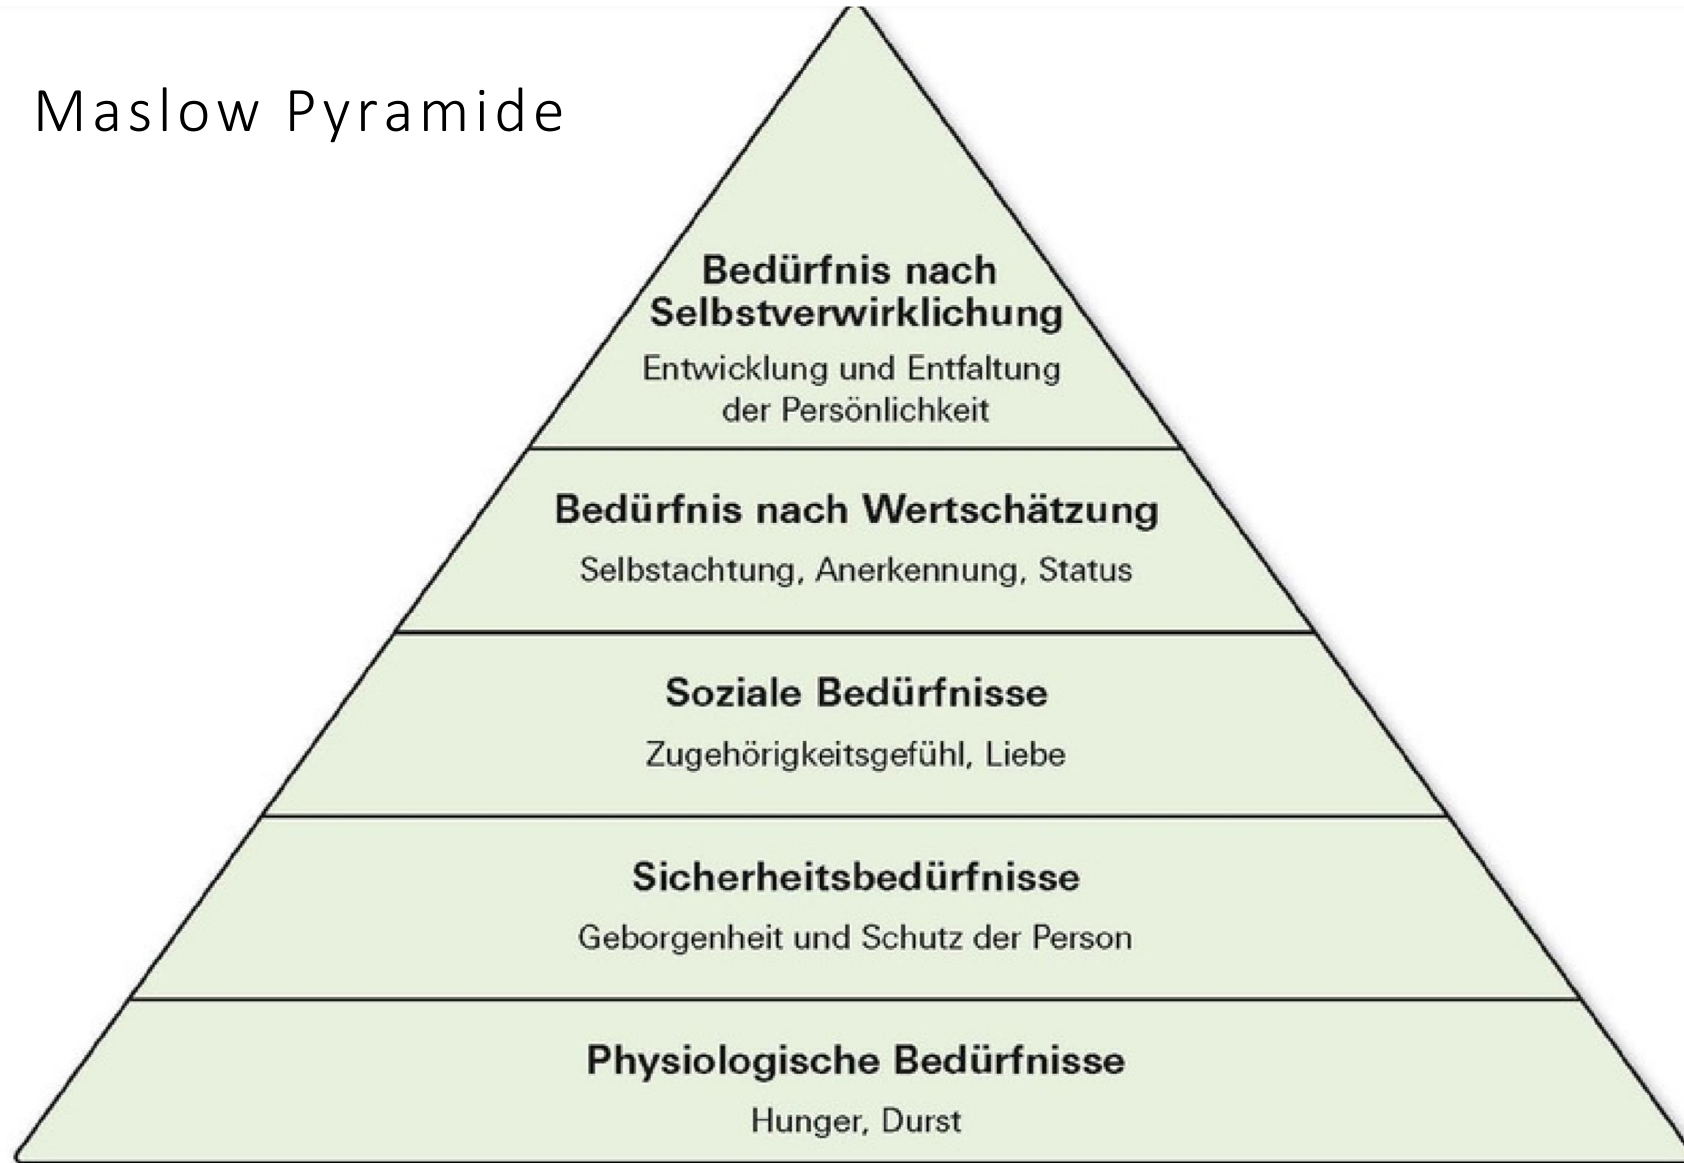 Maslow Pyramide
Bedürfnis nach
Selbstverwirklichung
Entwicklung und Entfaltung
der Persönlichkeit
Bedürfnis nach Wertschätzung
Selbstachtung, Anerkennung, Status
Soziale Bedürfnisse
Zugehörigkeitsgefühl, Liebe
Sicherheitsbedürfnisse
Geborgenheit und Schutz der Person
Physiologische Bedürfnisse
Hunger, Durst